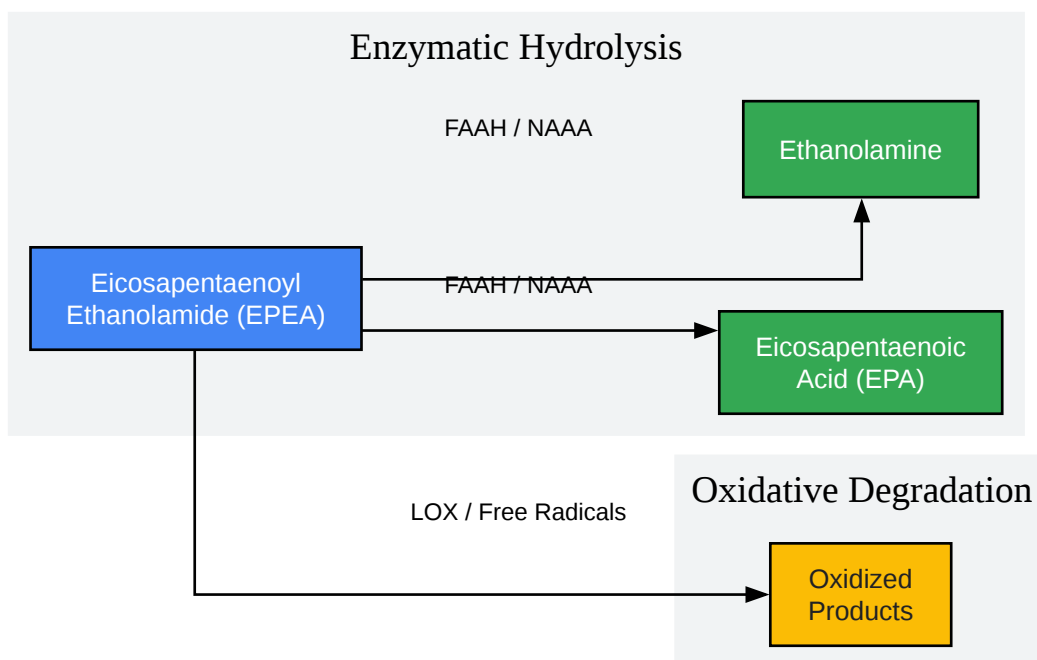 Enzymatic Hydrolysis
FAAH / NAAA
Ethanolamine
Eicosapentaenoyl
Ethanolamide (EPEA)
FAAH / NAAA
Eicosapentaenoic
Acid (EPA)
Oxidative Degradation
LOX / Free Radicals
Oxidized
Products